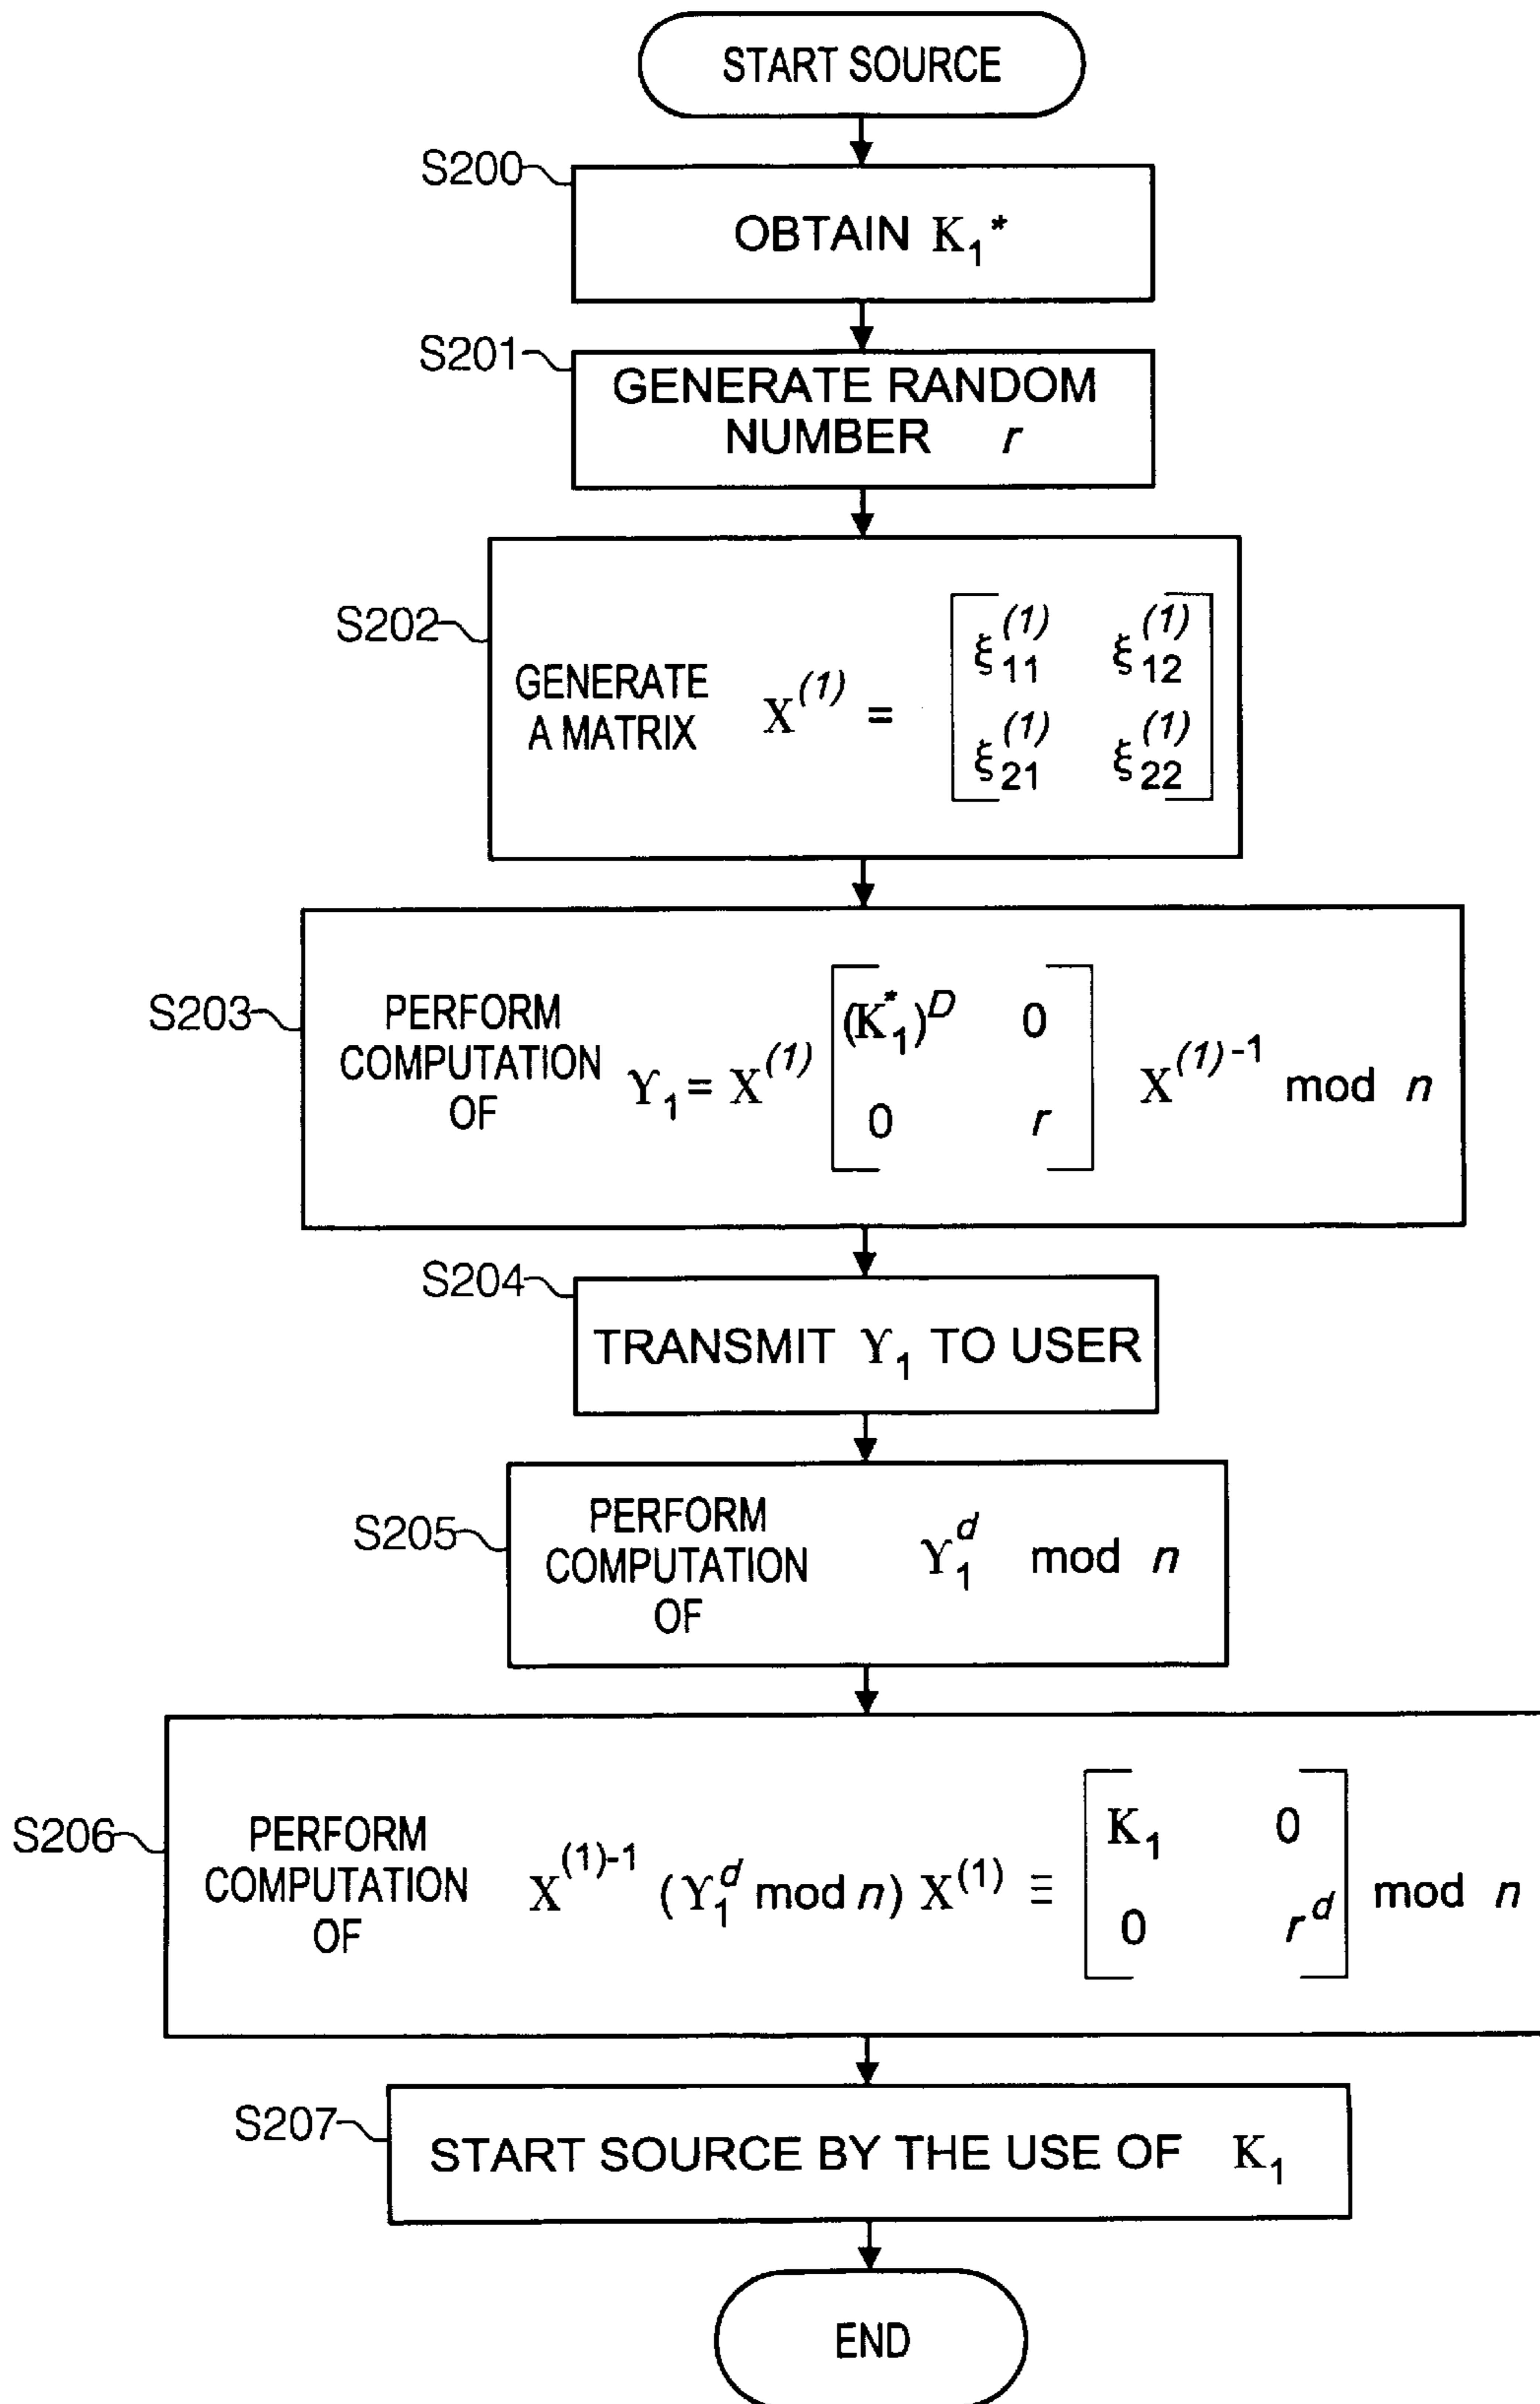 START SOURCE
S200
OBTAIN K₁*
S201
GENERATE RANDOM
NUMBER r
S202
GENERATE
A MATRIX
X⁽¹⁾ =
ξ₁₁⁽¹⁾ ξ₁₂⁽¹⁾
ξ₂₁⁽¹⁾ ξ₂₂⁽¹⁾
S203
PERFORM
COMPUTATION
OF
Y₁ = X⁽¹⁾
(K₁*)ᴰ 0
0 r
X⁽¹⁾⁻¹ mod n
S204
TRANSMIT Y₁ TO USER
S205
PERFORM
COMPUTATION
OF
Y₁ᵈ mod n
S206
PERFORM
COMPUTATION
OF
X⁽¹⁾⁻¹ (Y₁ᵈ mod n) X⁽¹⁾ ≡
K₁ 0
0 rᵈ
mod n
S207
START SOURCE BY THE USE OF K₁
END